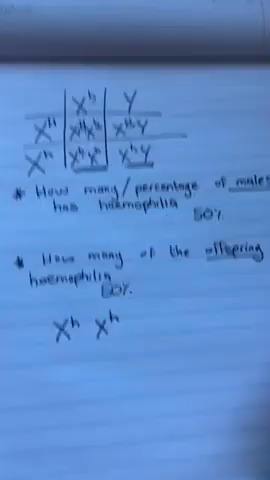 X^h Y
X^H X^H X^h X^H Y
X^h X^h X^h X^h Y
* How many/percentage of males
has haemophilia
50%
* How many of the offspring
haemophilia
50%
X^h X^h